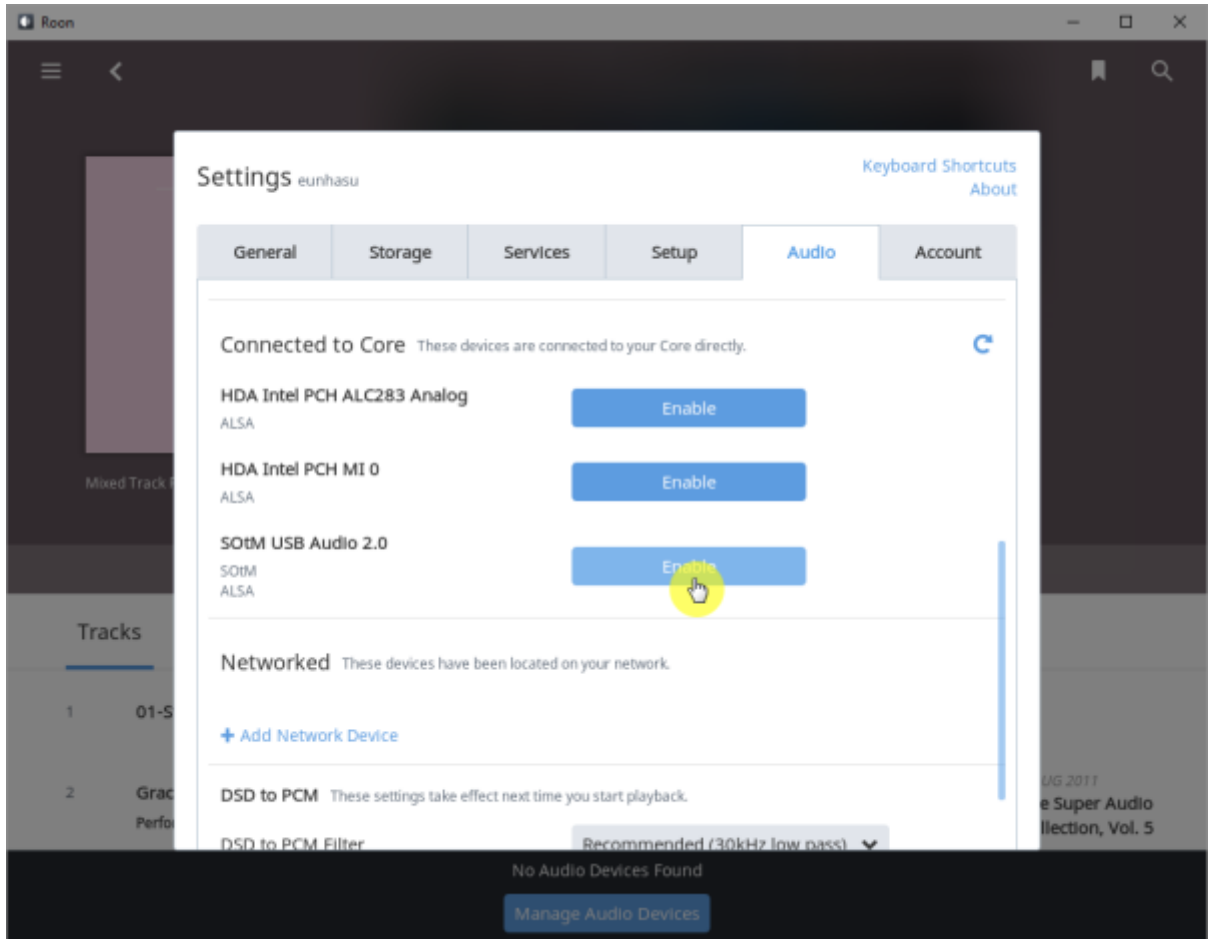 Roon
Settings eunhasu
Keyboard Shortcuts
About
General Storage Services Setup Audio Account
Connected to Core These devices are connected to your Core directly.
HDA Intel PCH ALC283 Analog
ALSA
Enable
HDA Intel PCH MI 0
ALSA
Enable
SOtM USB Audio 2.0
SOtM
ALSA
Enable
Networked These devices have been located on your network.
+ Add Network Device
DSD to PCM These settings take effect next time you start playback.
DSD to PCM Filter Recommended (30kHz low pass)
Mixed Track
Tracks
1 01-S
2 Grac
Perfo
UG 2011
e Super Audio
llection, Vol. 5
No Audio Devices Found
Manage Audio Devices